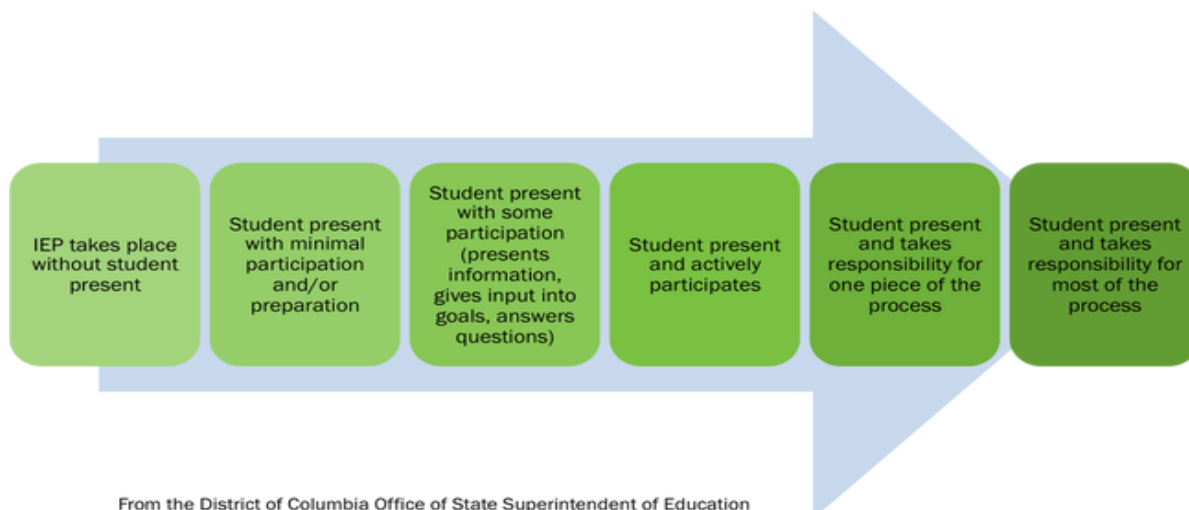 IEP takes place
without student
present
Student present
with minimal
participation
and/or
preparation
Student present
with some
participation
(presents
information,
gives input into
goals, answers
questions)
Student present
and actively
participates
Student present
and takes
responsibility for
one piece of the
process
Student present
and takes
responsibility for
most of the
process
From the District of Columbia Office of State Superintendent of Education